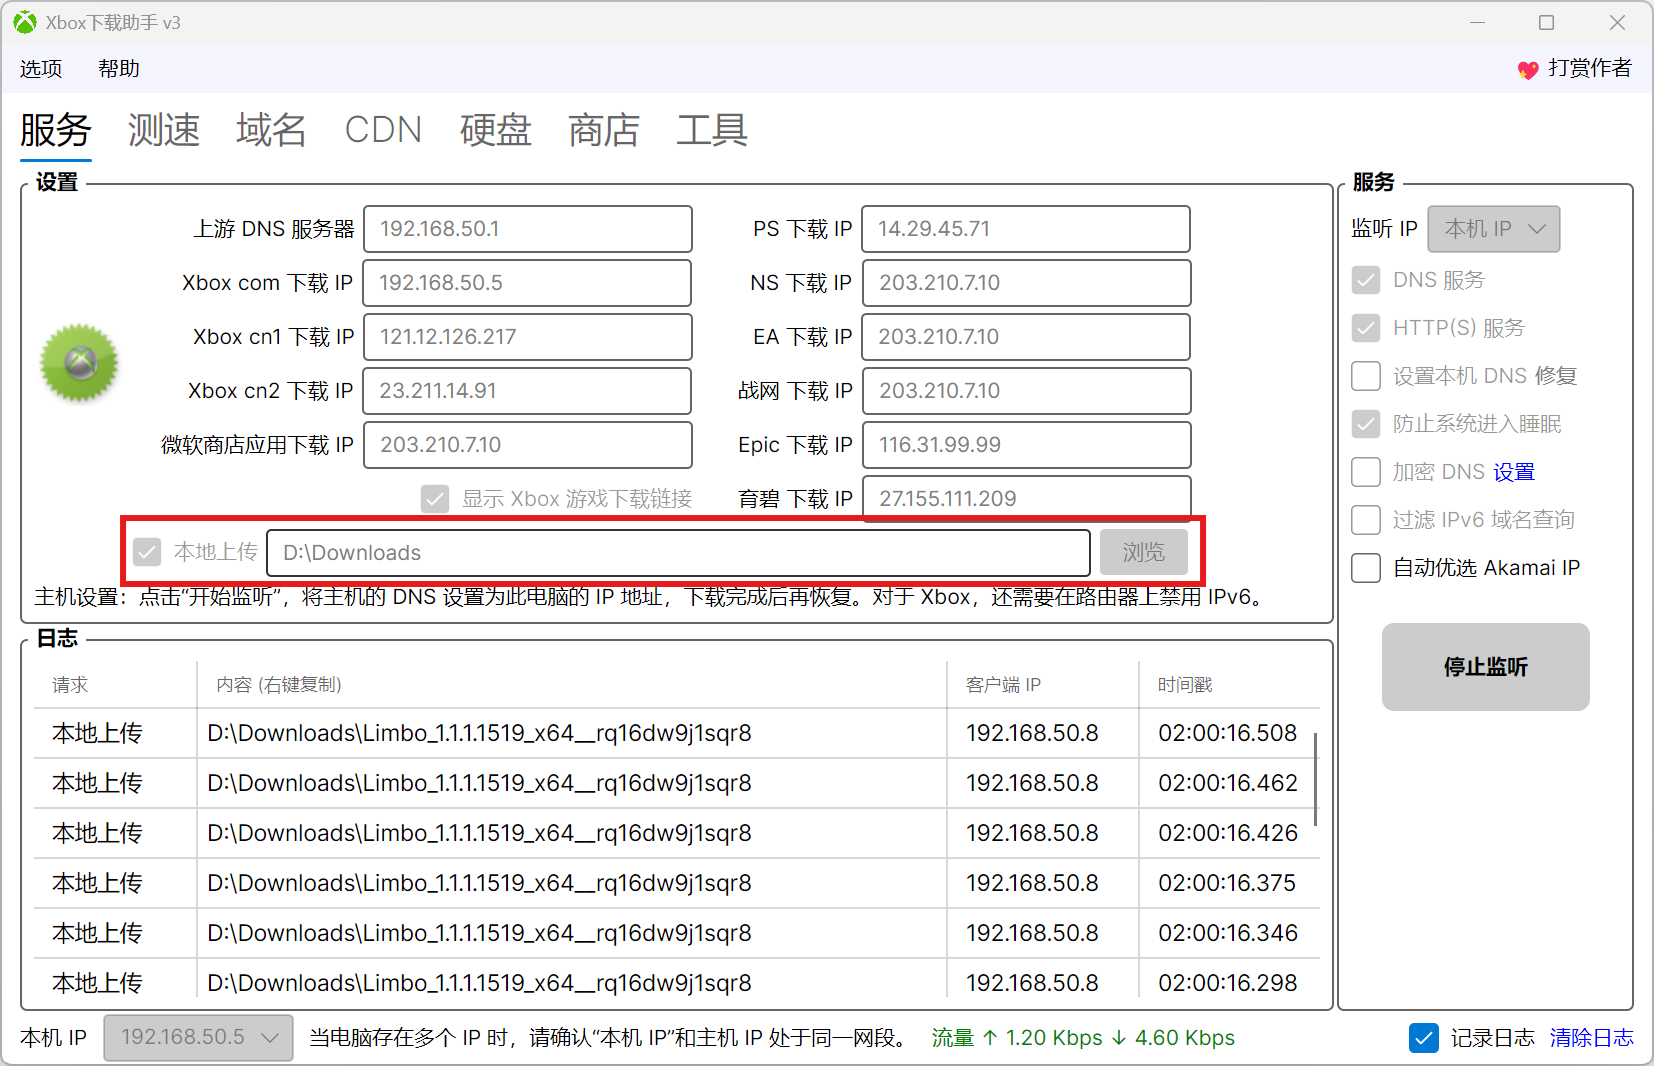 Xbox下载助手 v3
选项 帮助 打赏作者
服务 测速 域名 CDN 硬盘 商店 工具
设置
上游 DNS 服务器 192.168.50.1 PS 下载 IP 14.29.45.71
Xbox com 下载 IP 192.168.50.5 NS 下载 IP 203.210.7.10
Xbox cn1 下载 IP 121.12.126.217 EA 下载 IP 203.210.7.10
Xbox cn2 下载 IP 23.211.14.91 战网 下载 IP 203.210.7.10
微软商店应用下载 IP 203.210.7.10 Epic 下载 IP 116.31.99.99
显示 Xbox 游戏下载链接 育碧 下载 IP 27.155.111.209
本地上传 D:\Downloads 浏览
主机设置：点击“开始监听”，将主机的 DNS 设置为此电脑的 IP 地址，下载完成后再恢复。对于 Xbox，还需要在路由器上禁用 IPv6。
服务
监听 IP 本机 IP
DNS 服务
HTTP(S) 服务
设置本机 DNS 修复
防止系统进入睡眠
加密 DNS 设置
过滤 IPv6 域名查询
自动优选 Akamai IP
停止监听
日志
请求 内容 (右键复制) 客户端 IP 时间戳
本地上传 D:\Downloads\Limbo_1.1.1.1519_x64__rq16dw9j1sqr8 192.168.50.8 02:00:16.508
本地上传 D:\Downloads\Limbo_1.1.1.1519_x64__rq16dw9j1sqr8 192.168.50.8 02:00:16.462
本地上传 D:\Downloads\Limbo_1.1.1.1519_x64__rq16dw9j1sqr8 192.168.50.8 02:00:16.426
本地上传 D:\Downloads\Limbo_1.1.1.1519_x64__rq16dw9j1sqr8 192.168.50.8 02:00:16.375
本地上传 D:\Downloads\Limbo_1.1.1.1519_x64__rq16dw9j1sqr8 192.168.50.8 02:00:16.346
本地上传 D:\Downloads\Limbo_1.1.1.1519_x64__rq16dw9j1sqr8 192.168.50.8 02:00:16.298
本机 IP 192.168.50.5 当电脑存在多个 IP 时，请确认“本机 IP”和主机 IP 处于同一网段。 流量 ↑ 1.20 Kbps ↓ 4.60 Kbps 记录日志 清除日志